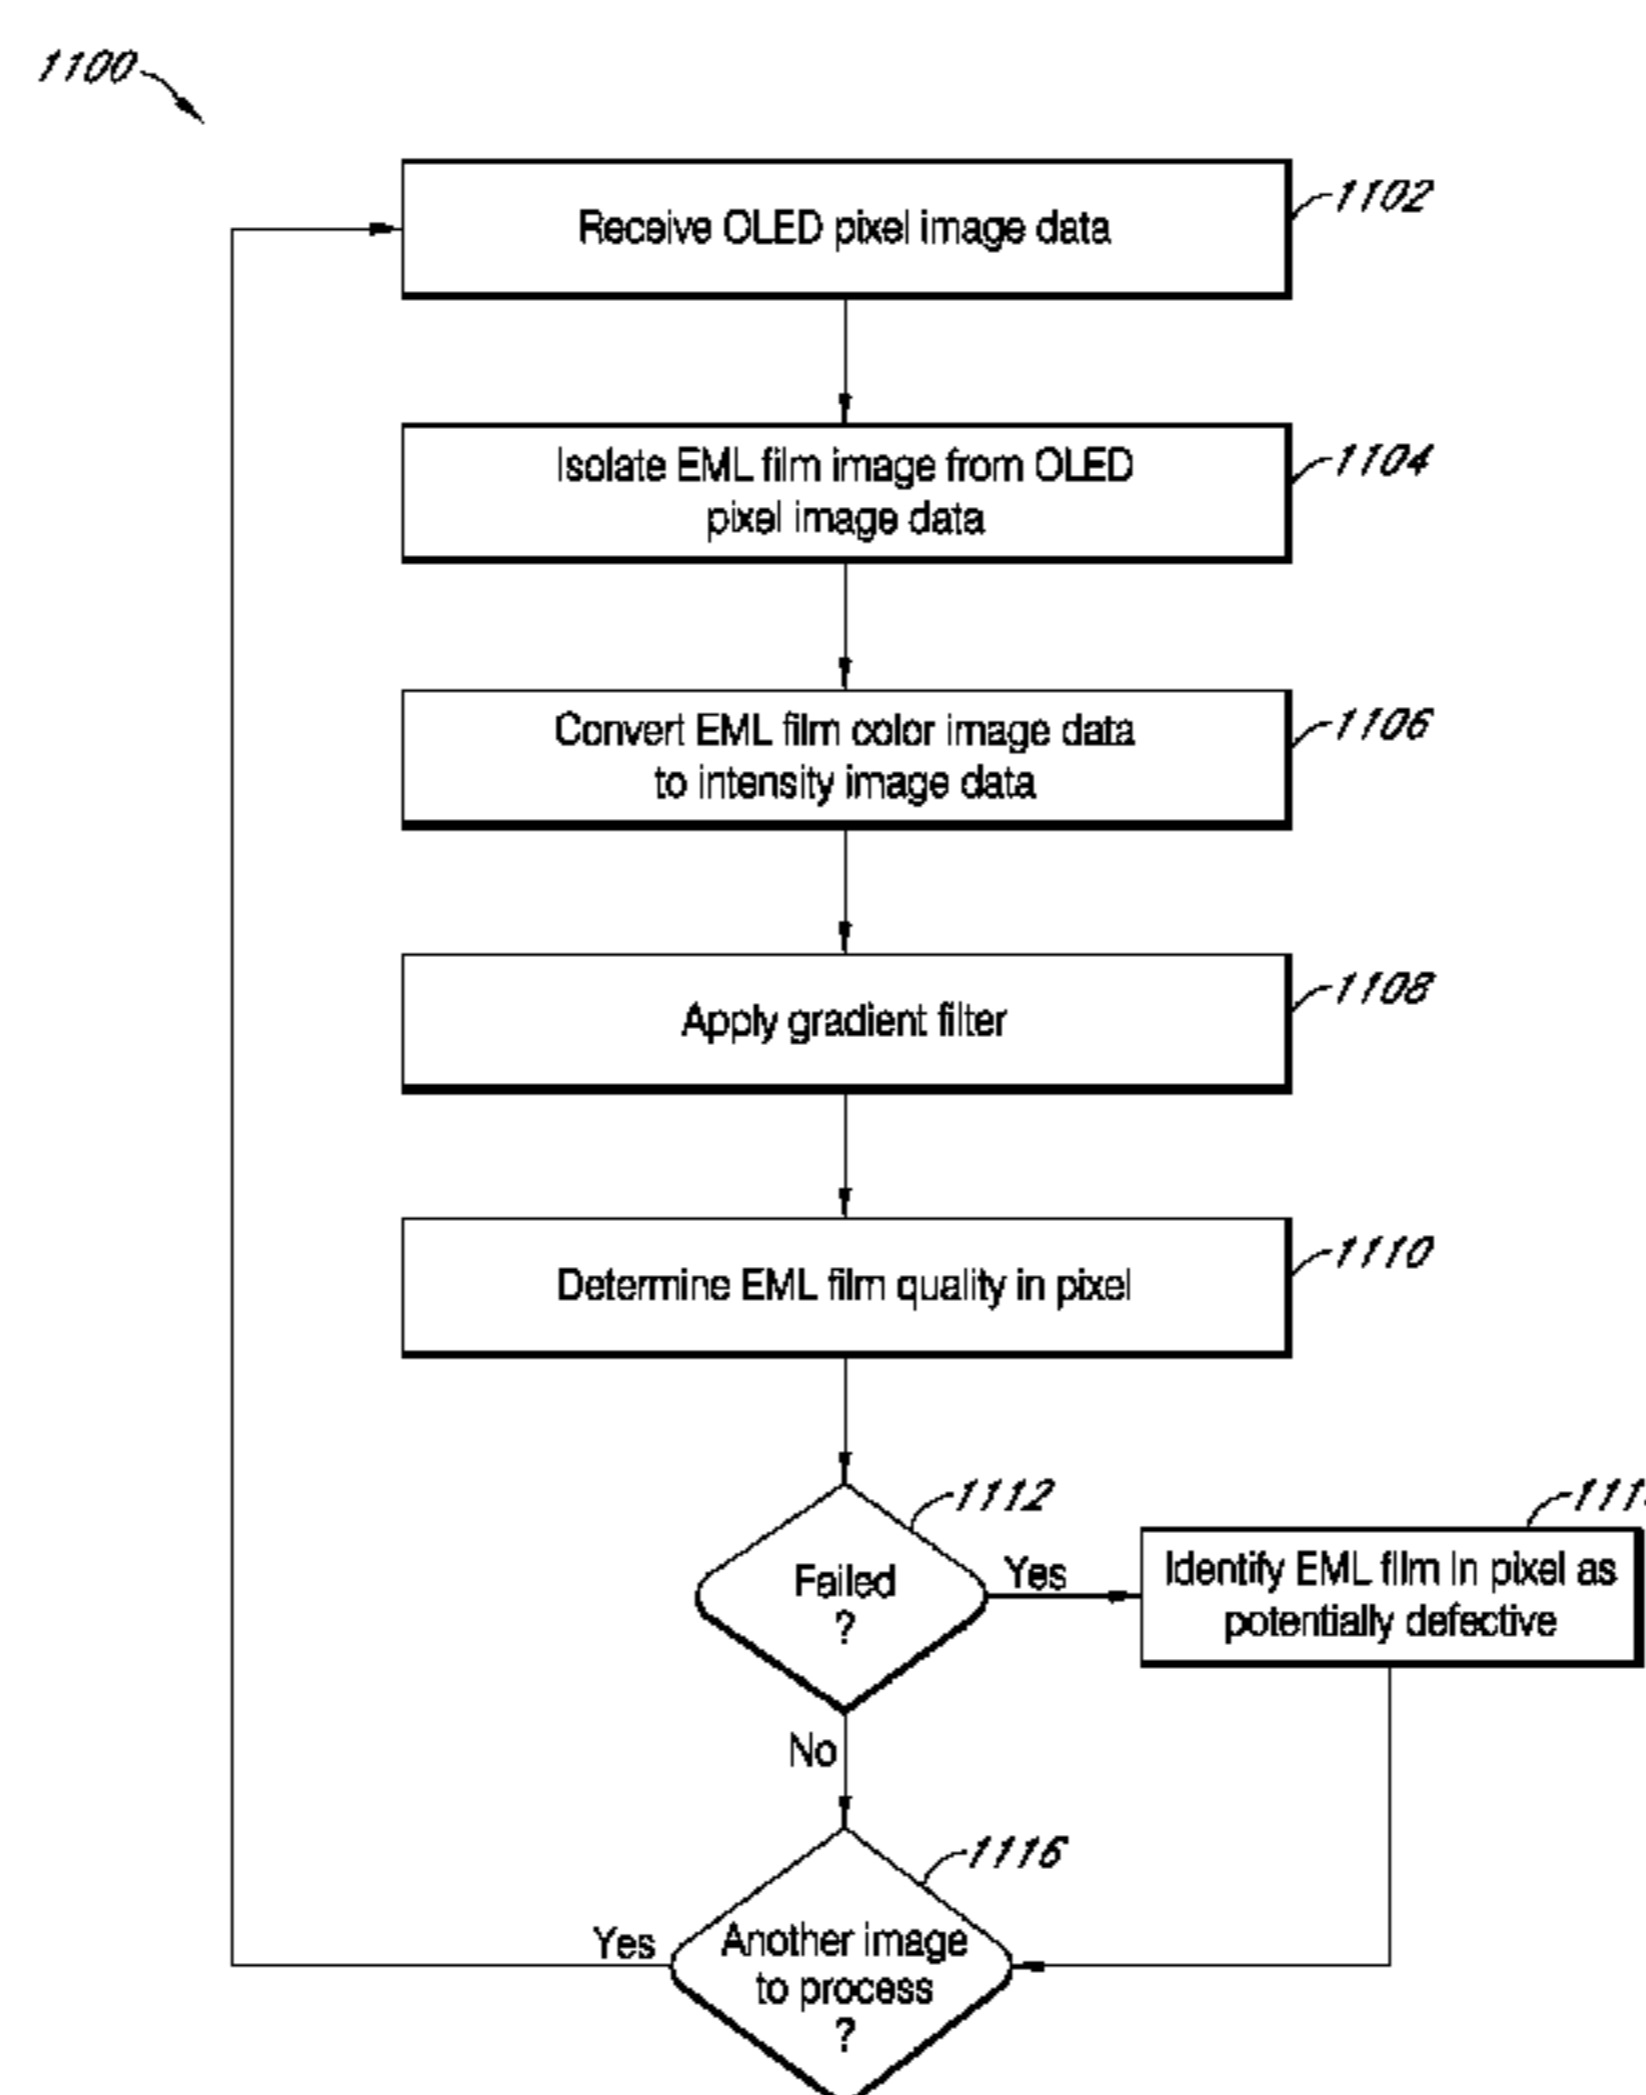 1100
Receive OLED pixel image data
1102
Isolate EML film image from OLED
pixel image data
1104
Convert EML film color image data
to intensity image data
1106
Apply gradient filter
1108
Determine EML film quality in pixel
1110
Failed
?
1112
Yes
Identify EML film in pixel as
potentially defective
No
Another image
to process
?
1116
Yes